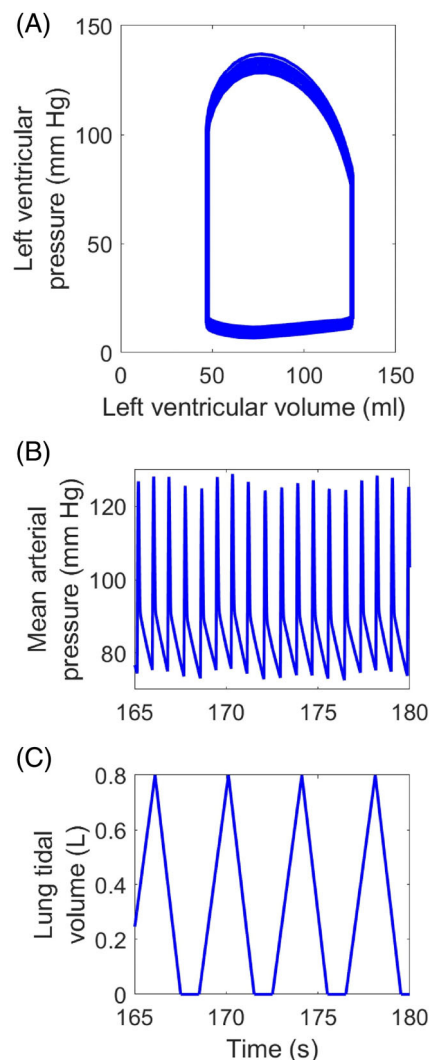 (A)
150
100
50
0
Left ventricular
pressure (mm Hg)
0 50 100 150
Left ventricular volume (ml)
(B)
120
100
80
Mean arterial
pressure (mm Hg)
165 170 175 180
(C)
0.8
0.6
0.4
0.2
0
Lung tidal
volume (L)
165 170 175 180
Time (s)